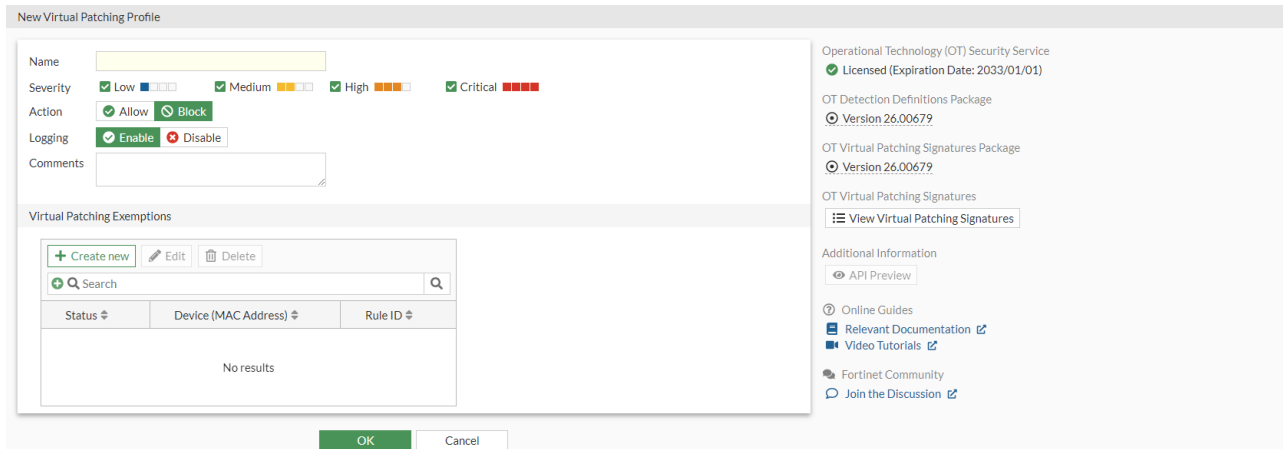 New Virtual Patching Profile
Name
Severity Low Medium High Critical
Action Allow Block
Logging Enable Disable
Comments
Virtual Patching Exemptions
Create new Edit Delete
Search
Status Device (MAC Address) Rule ID
No results
OK Cancel
Operational Technology (OT) Security Service
Licensed (Expiration Date: 2033/01/01)
OT Detection Definitions Package
Version 26.00679
OT Virtual Patching Signatures Package
Version 26.00679
OT Virtual Patching Signatures
View Virtual Patching Signatures
Additional Information
API Preview
Online Guides
Relevant Documentation
Video Tutorials
Fortinet Community
Join the Discussion